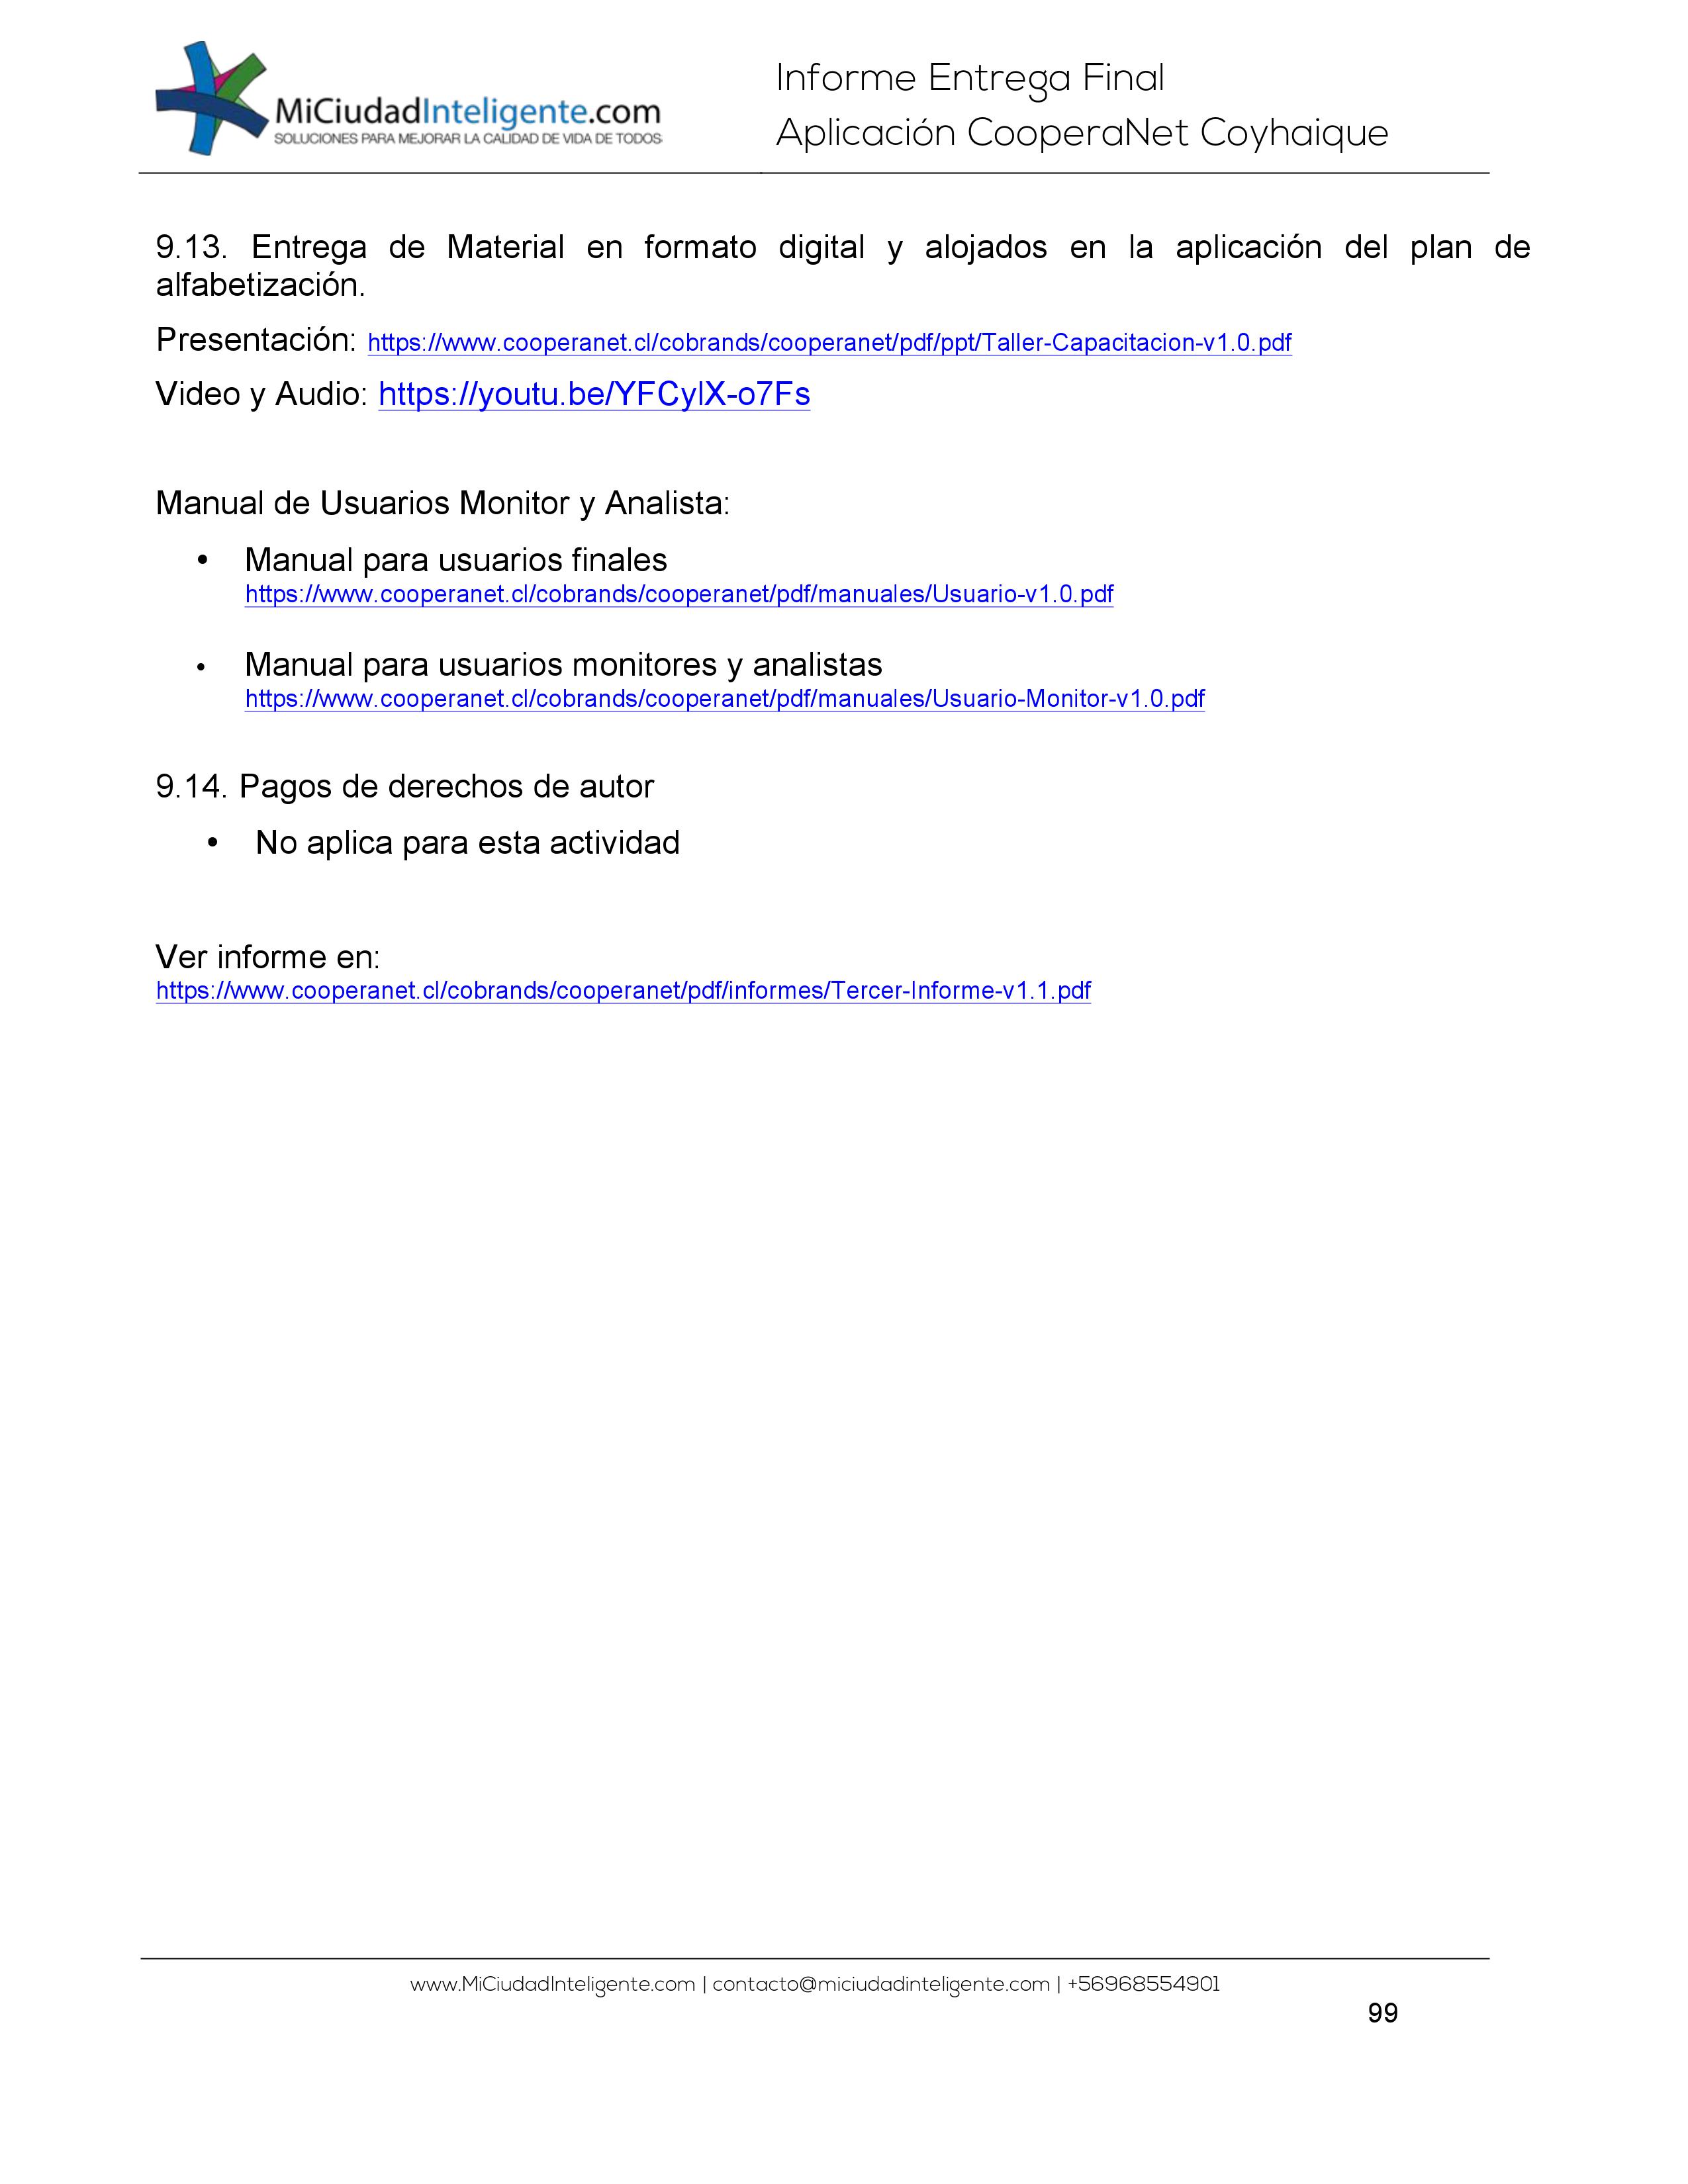 MiCiudadInteligente.com
SOLUCIONES PARA MEJORAR LA CALIDAD DE VIDA DE TODOS
Informe Entrega Final
Aplicación CooperaNet Coyhaique
9.13. Entrega de Material en formato digital y alojados en la aplicación del plan de
alfabetización.
Presentación: https://www.cooperanet.cl/cobrands/cooperanet/pdf/ppt/Taller-Capacitacion-v1.0.pdf
Video y Audio: https://youtu.be/YFCylX-o7Fs
Manual de Usuarios Monitor y Analista:
• Manual para usuarios finales
https://www.cooperanet.cl/cobrands/cooperanet/pdf/manuales/Usuario-v1.0.pdf
• Manual para usuarios monitores y analistas
https://www.cooperanet.cl/cobrands/cooperanet/pdf/manuales/Usuario-Monitor-v1.0.pdf
9.14. Pagos de derechos de autor
• No aplica para esta actividad
Ver informe en:
https://www.cooperanet.cl/cobrands/cooperanet/pdf/informes/Tercer-Informe-v1.1.pdf
www.MiCiudadInteligente.com | contacto@miciudadinteligente.com | +56968554901
99